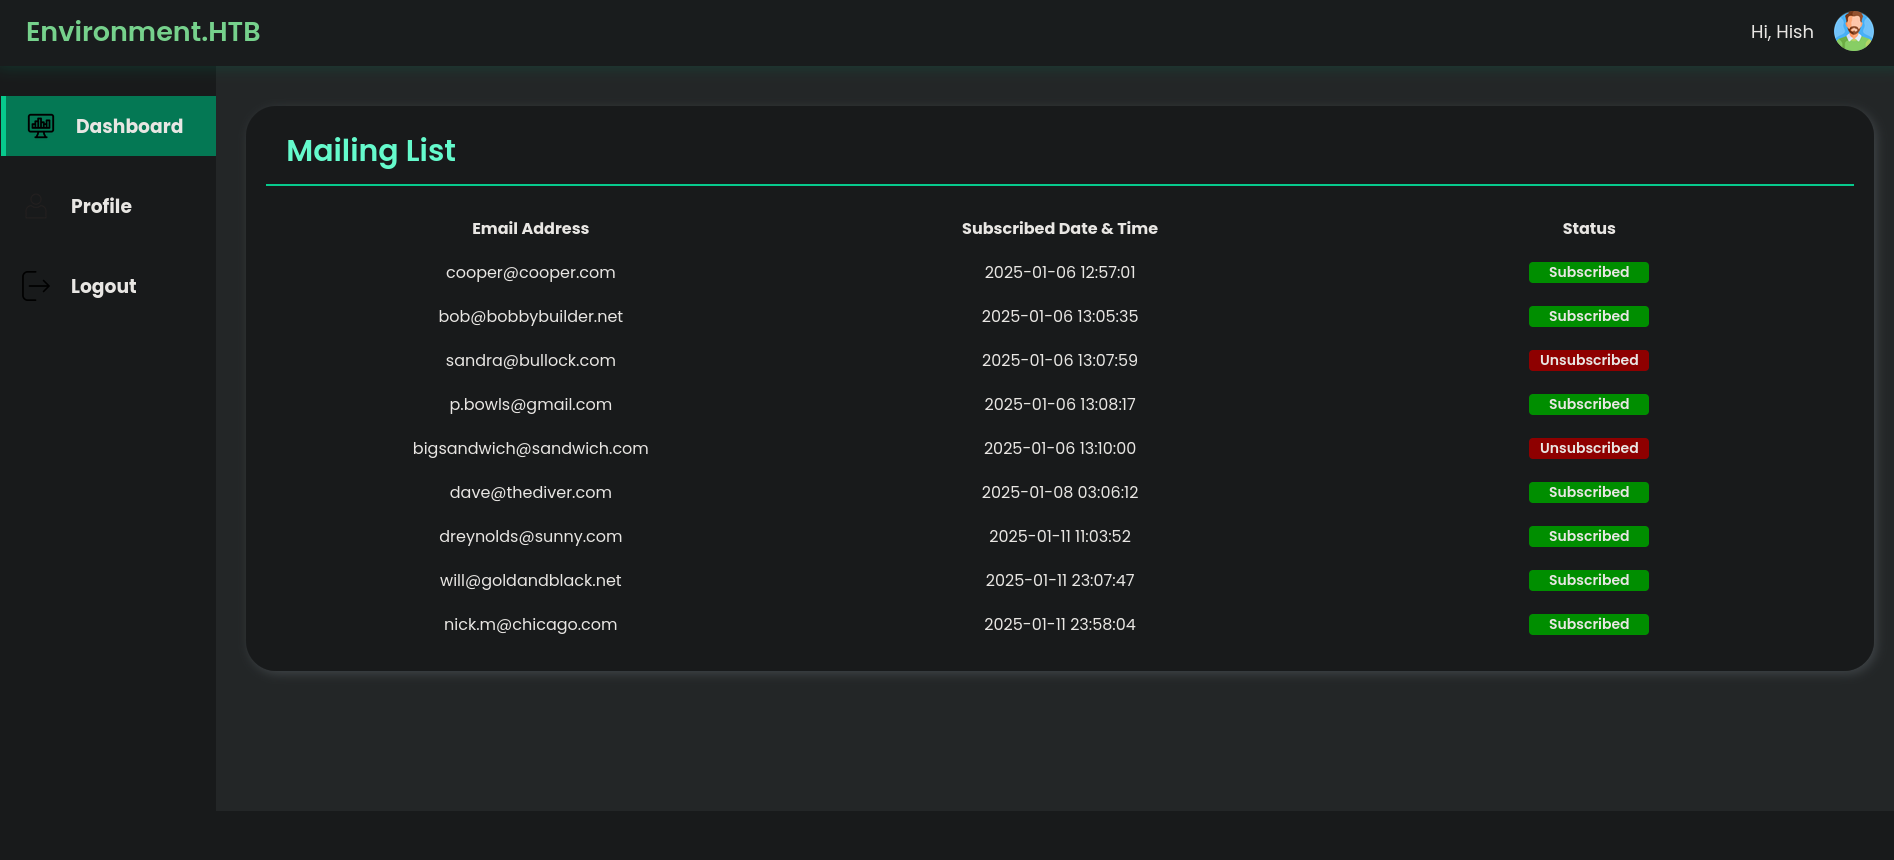 Environment.HTB
Hi, Hish
Dashboard
Profile
Logout
Mailing List
Email Address Subscribed Date & Time Status
cooper@cooper.com 2025-01-06 12:57:01 Subscribed
bob@bobbybuilder.net 2025-01-06 13:05:35 Subscribed
sandra@bullock.com 2025-01-06 13:07:59 Unsubscribed
p.bowls@gmail.com 2025-01-06 13:08:17 Subscribed
bigsandwich@sandwich.com 2025-01-06 13:10:00 Unsubscribed
dave@thediver.com 2025-01-08 03:06:12 Subscribed
dreynolds@sunny.com 2025-01-11 11:03:52 Subscribed
will@goldandblack.net 2025-01-11 23:07:47 Subscribed
nick.m@chicago.com 2025-01-11 23:58:04 Subscribed